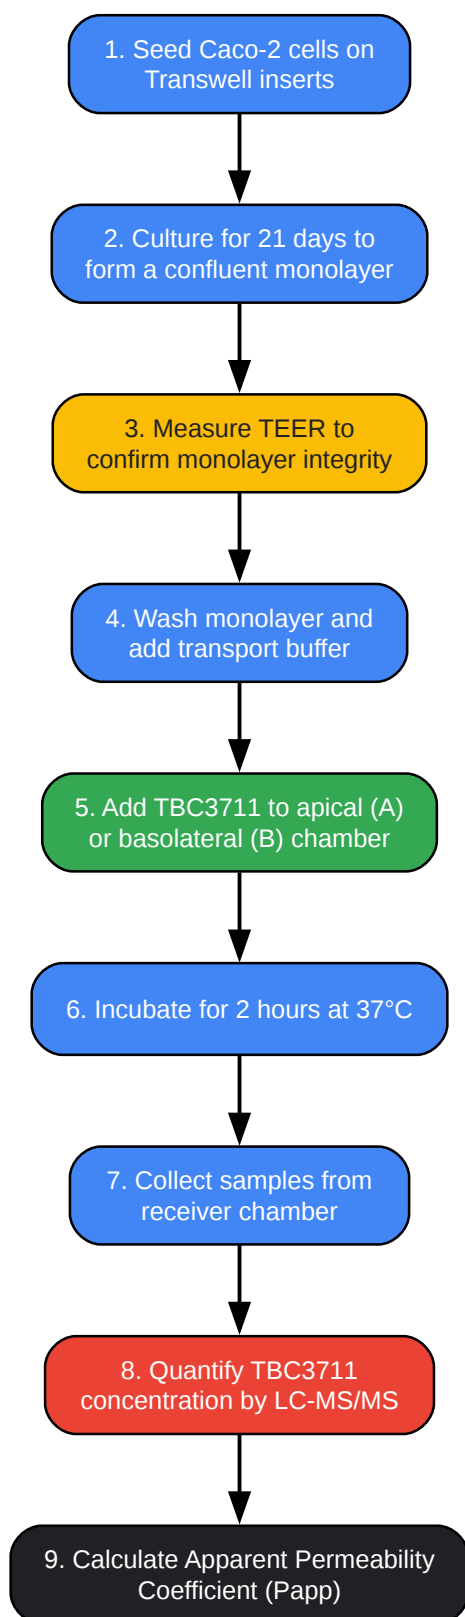 1. Seed Caco-2 cells on
Transwell inserts
2. Culture for 21 days to
form a confluent monolayer
3. Measure TEER to
confirm monolayer integrity
4. Wash monolayer and
add transport buffer
5. Add TBC3711 to apical (A)
or basolateral (B) chamber
6. Incubate for 2 hours at 37°C
7. Collect samples from
receiver chamber
8. Quantify TBC3711
concentration by LC-MS/MS
9. Calculate Apparent Permeability
Coefficient (Papp)